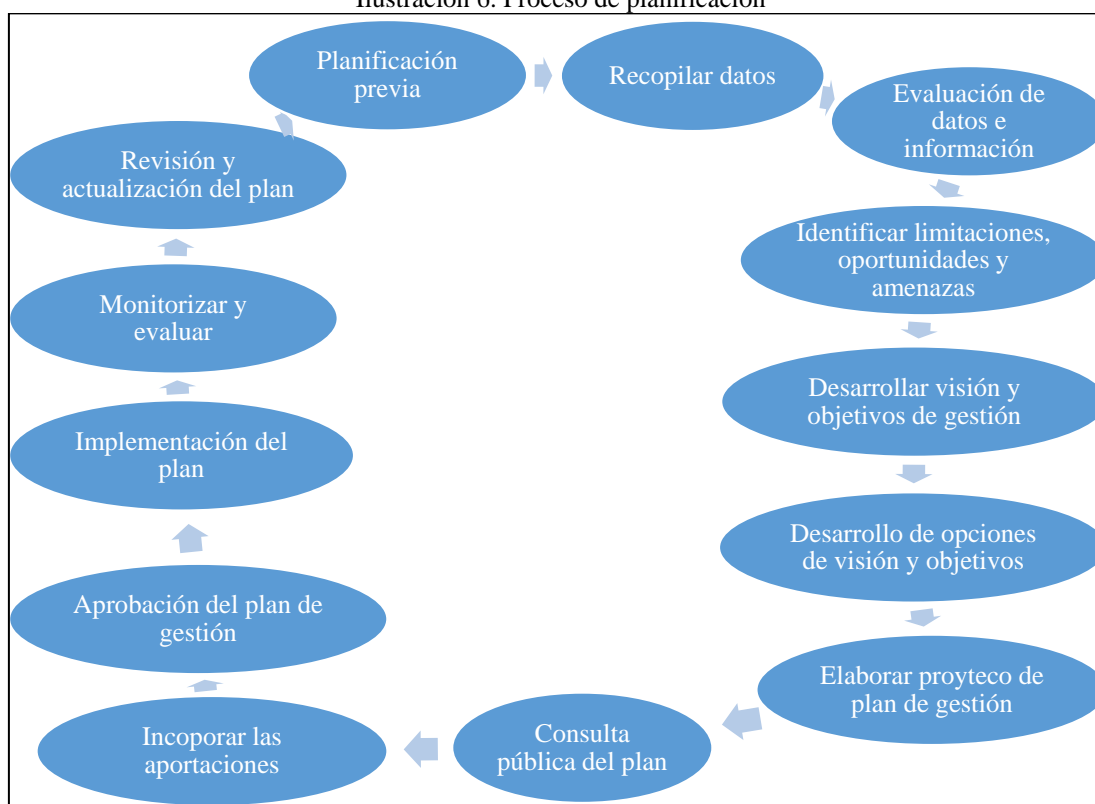 Ilustración 6. Proceso de planificación
Planificación
previa
Recopilar datos
Evaluación de
datos e
información
Identificar limitaciones,
oportunidades y
amenazas
Desarrollar visión y
objetivos de gestión
Desarrollo de opciones
de visión y objetivos
Elaborar proyteco de
plan de gestión
Consulta
pública del plan
Incoporar las
aportaciones
Aprobación del plan de
gestión
Implementación del
plan
Monitorizar y
evaluar
Revisión y
actualización del plan